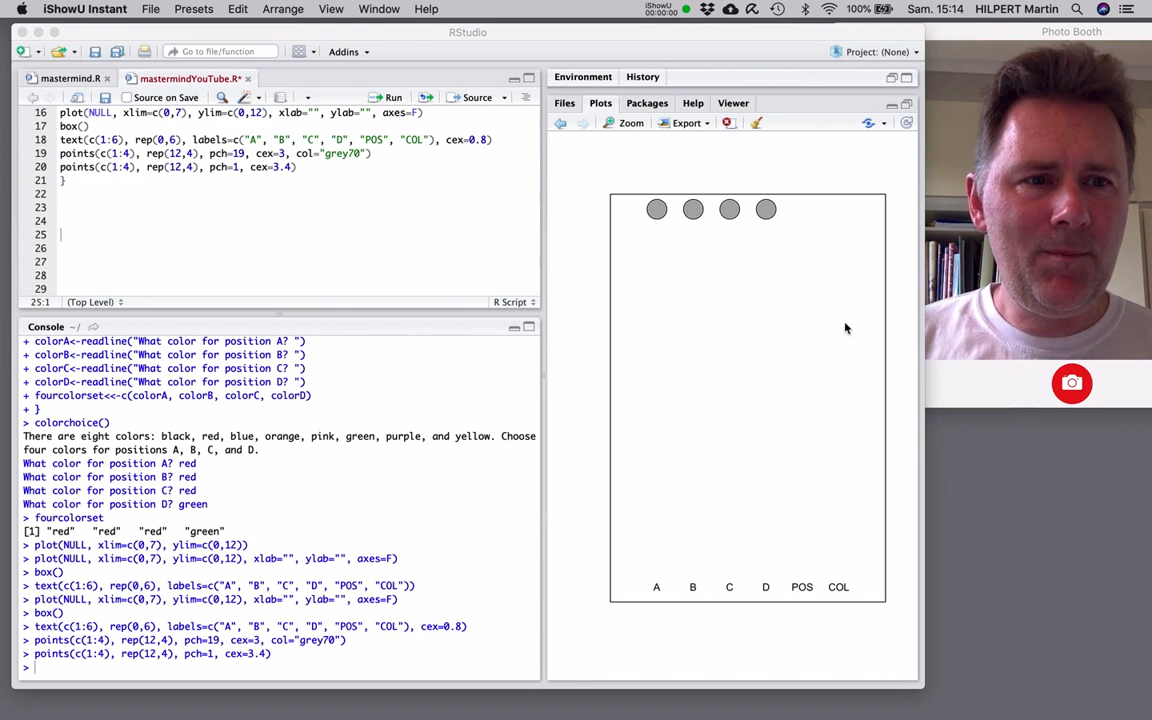 iShowU Instant File Presets Edit Arrange View Window Help iShowU 00:00:00 100% Sam. 15:14 HILPERT Martin
RStudio
Photo Booth
Go to file/function Addins Project: (None)
mastermind.R mastermindYouTube.R*
Source on Save Run Source
16 plot(NULL, xlim=c(0,7), ylim=c(0,12), xlab="", ylab="", axes=F)
17 box()
18 text(c(1:6), rep(0,6), labels=c("A", "B", "C", "D", "POS", "COL"), cex=0.8)
19 points(c(1:4), rep(12,4), pch=19, cex=3, col="grey70")
20 points(c(1:4), rep(12,4), pch=1, cex=3.4)
21 }
22
23
24
25
26
27
28
29
25:1 (Top Level) R Script
Console ~/
+ colorA<-readline("What color for position A? ")
+ colorB<-readline("What color for position B? ")
+ colorC<-readline("What color for position C? ")
+ colorD<-readline("What color for position D? ")
+ fourcolorset<<-c(colorA, colorB, colorC, colorD)
+ }
> colorchoice()
There are eight colors: black, red, blue, orange, pink, green, purple, and yellow. Choose
four colors for positions A, B, C, and D.
What color for position A? red
What color for position B? red
What color for position C? red
What color for position D? green
> fourcolorset
[1] "red" "red" "red" "green"
> plot(NULL, xlim=c(0,7), ylim=c(0,12))
> plot(NULL, xlim=c(0,7), ylim=c(0,12), xlab="", ylab="", axes=F)
> box()
> text(c(1:6), rep(0,6), labels=c("A", "B", "C", "D", "POS", "COL"))
> plot(NULL, xlim=c(0,7), ylim=c(0,12), xlab="", ylab="", axes=F)
> box()
> text(c(1:6), rep(0,6), labels=c("A", "B", "C", "D", "POS", "COL"), cex=0.8)
> points(c(1:4), rep(12,4), pch=19, cex=3, col="grey70")
> points(c(1:4), rep(12,4), pch=1, cex=3.4)
>
Environment History
Files Plots Packages Help Viewer
Zoom Export
A B C D POS COL